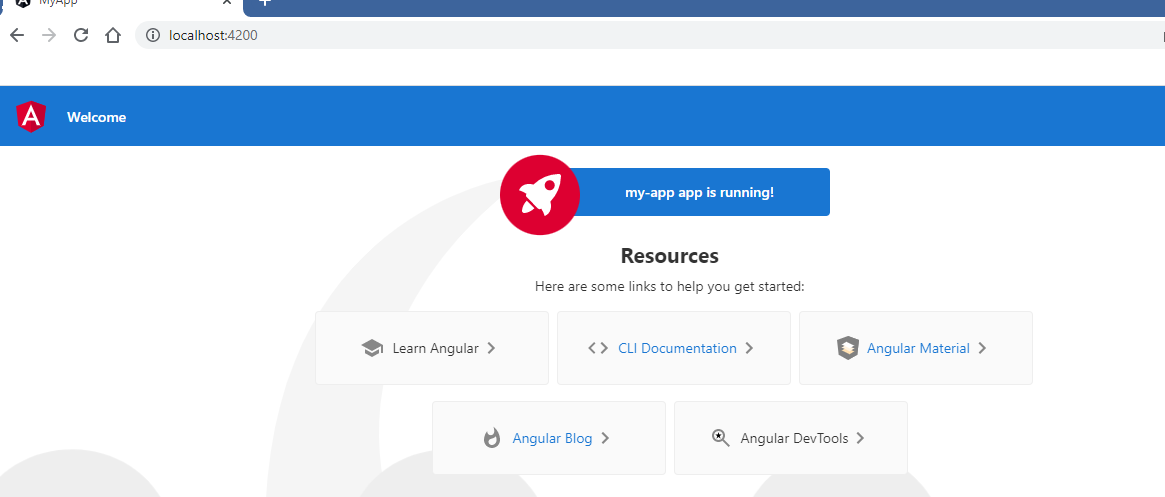 MyApp
localhost:4200
A Welcome
my-app app is running!
Resources
Here are some links to help you get started:
Learn Angular CLI Documentation Angular Material
Angular Blog Angular DevTools